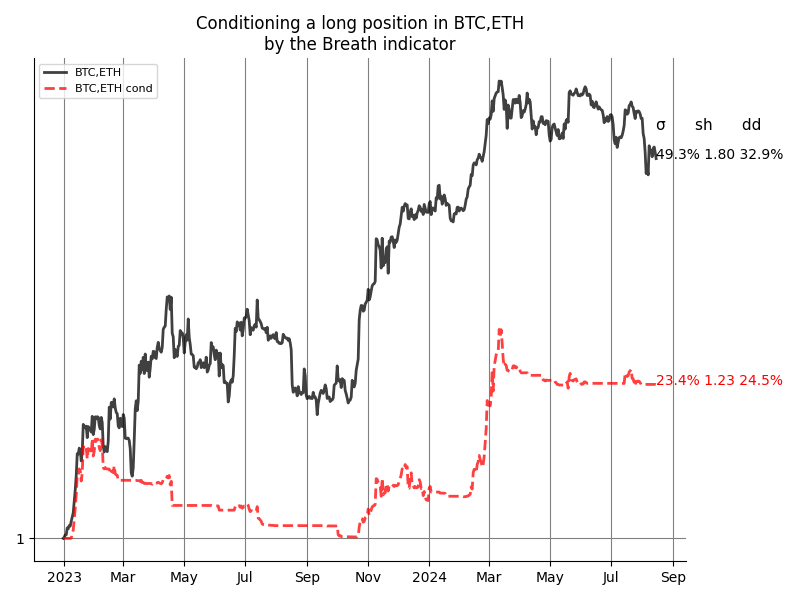 Conditioning a long position in BTC,ETH
by the Breath indicator
BTC,ETH
BTC,ETH cond
σ sh dd
49.3% 1.80 32.9%
23.4% 1.23 24.5%
1
2023 Mar May Jul Sep Nov 2024 Mar May Jul Sep